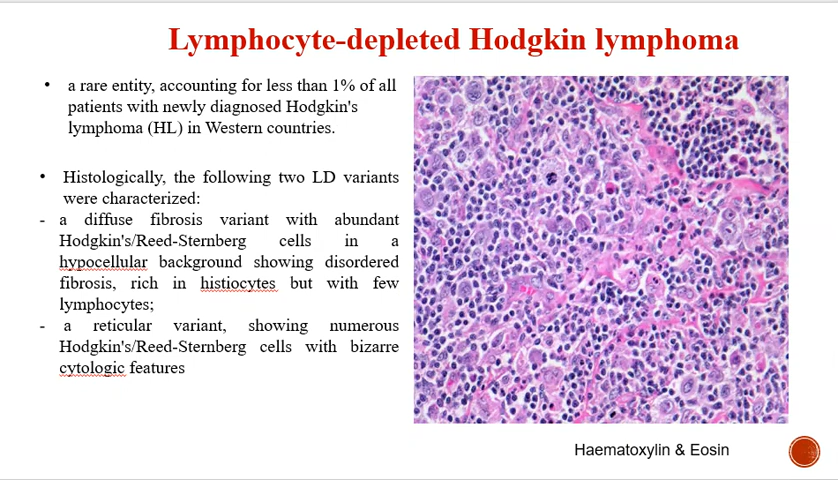 Lymphocyte-depleted Hodgkin lymphoma
• a rare entity, accounting for less than 1% of all
patients with newly diagnosed Hodgkin's
lymphoma (HL) in Western countries.
• Histologically, the following two LD variants
were characterized:
- a diffuse fibrosis variant with abundant
Hodgkin's/Reed-Sternberg cells in a
hypocellular background showing disordered
fibrosis, rich in histiocytes but with few
lymphocytes;
- a reticular variant, showing numerous
Hodgkin's/Reed-Sternberg cells with bizarre
cytologic features
Haematoxylin & Eosin